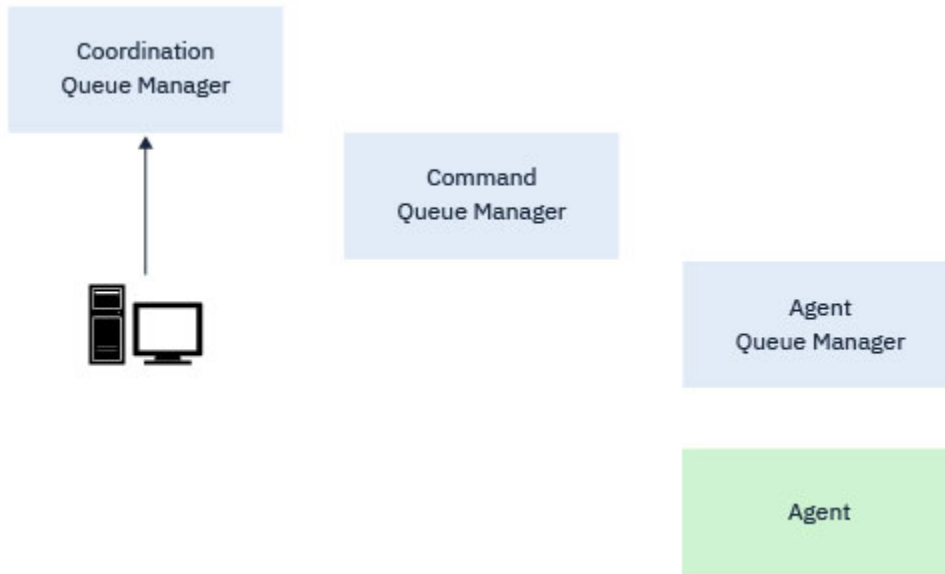 Coordination
Queue Manager
Command
Queue Manager
Agent
Queue Manager
Agent